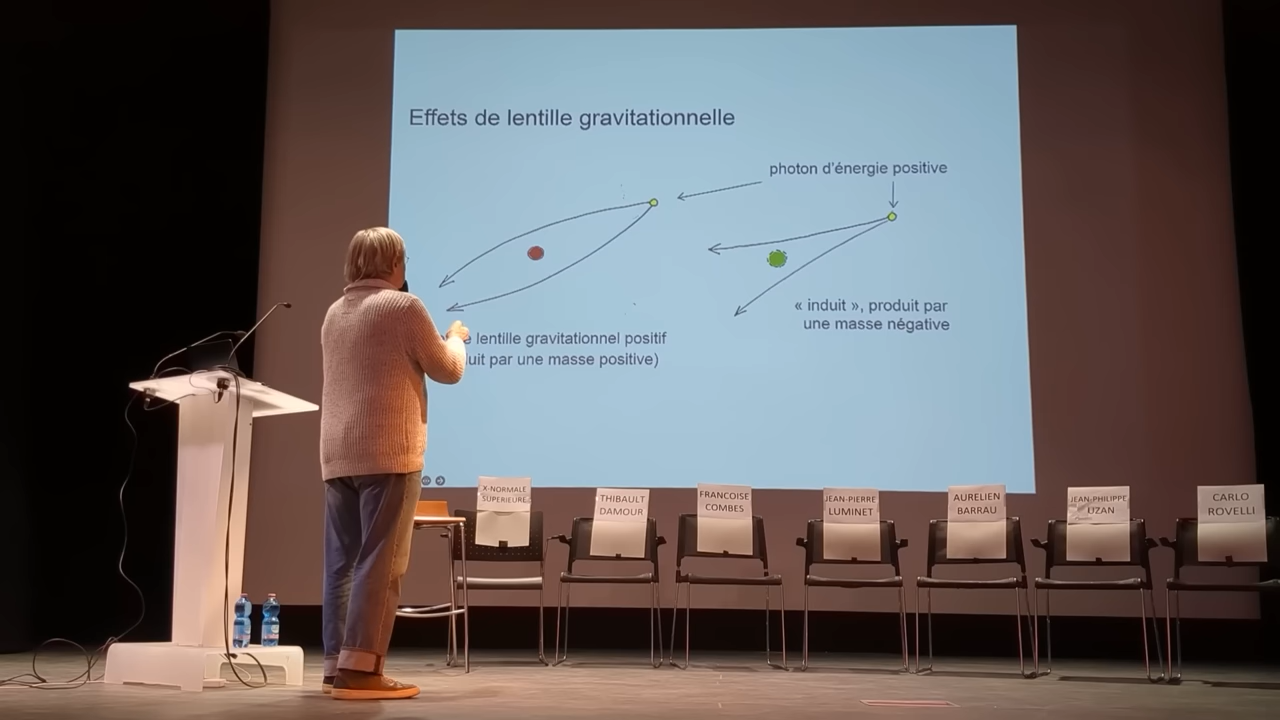 Effets de lentille gravitationnelle
photon d'énergie positive
« induit », produit par
une masse négative
lentille gravitationnel positif
par une masse positive)
X-NORMALE
SUPERIEURE
THIBAULT
DAMOUR
FRANCOISE
COMBES
JEAN-PIERRE
LUMINET
AURELIEN
BARRAU
JEAN-PHILIPPE
UZAN
CARLO
ROVELLI